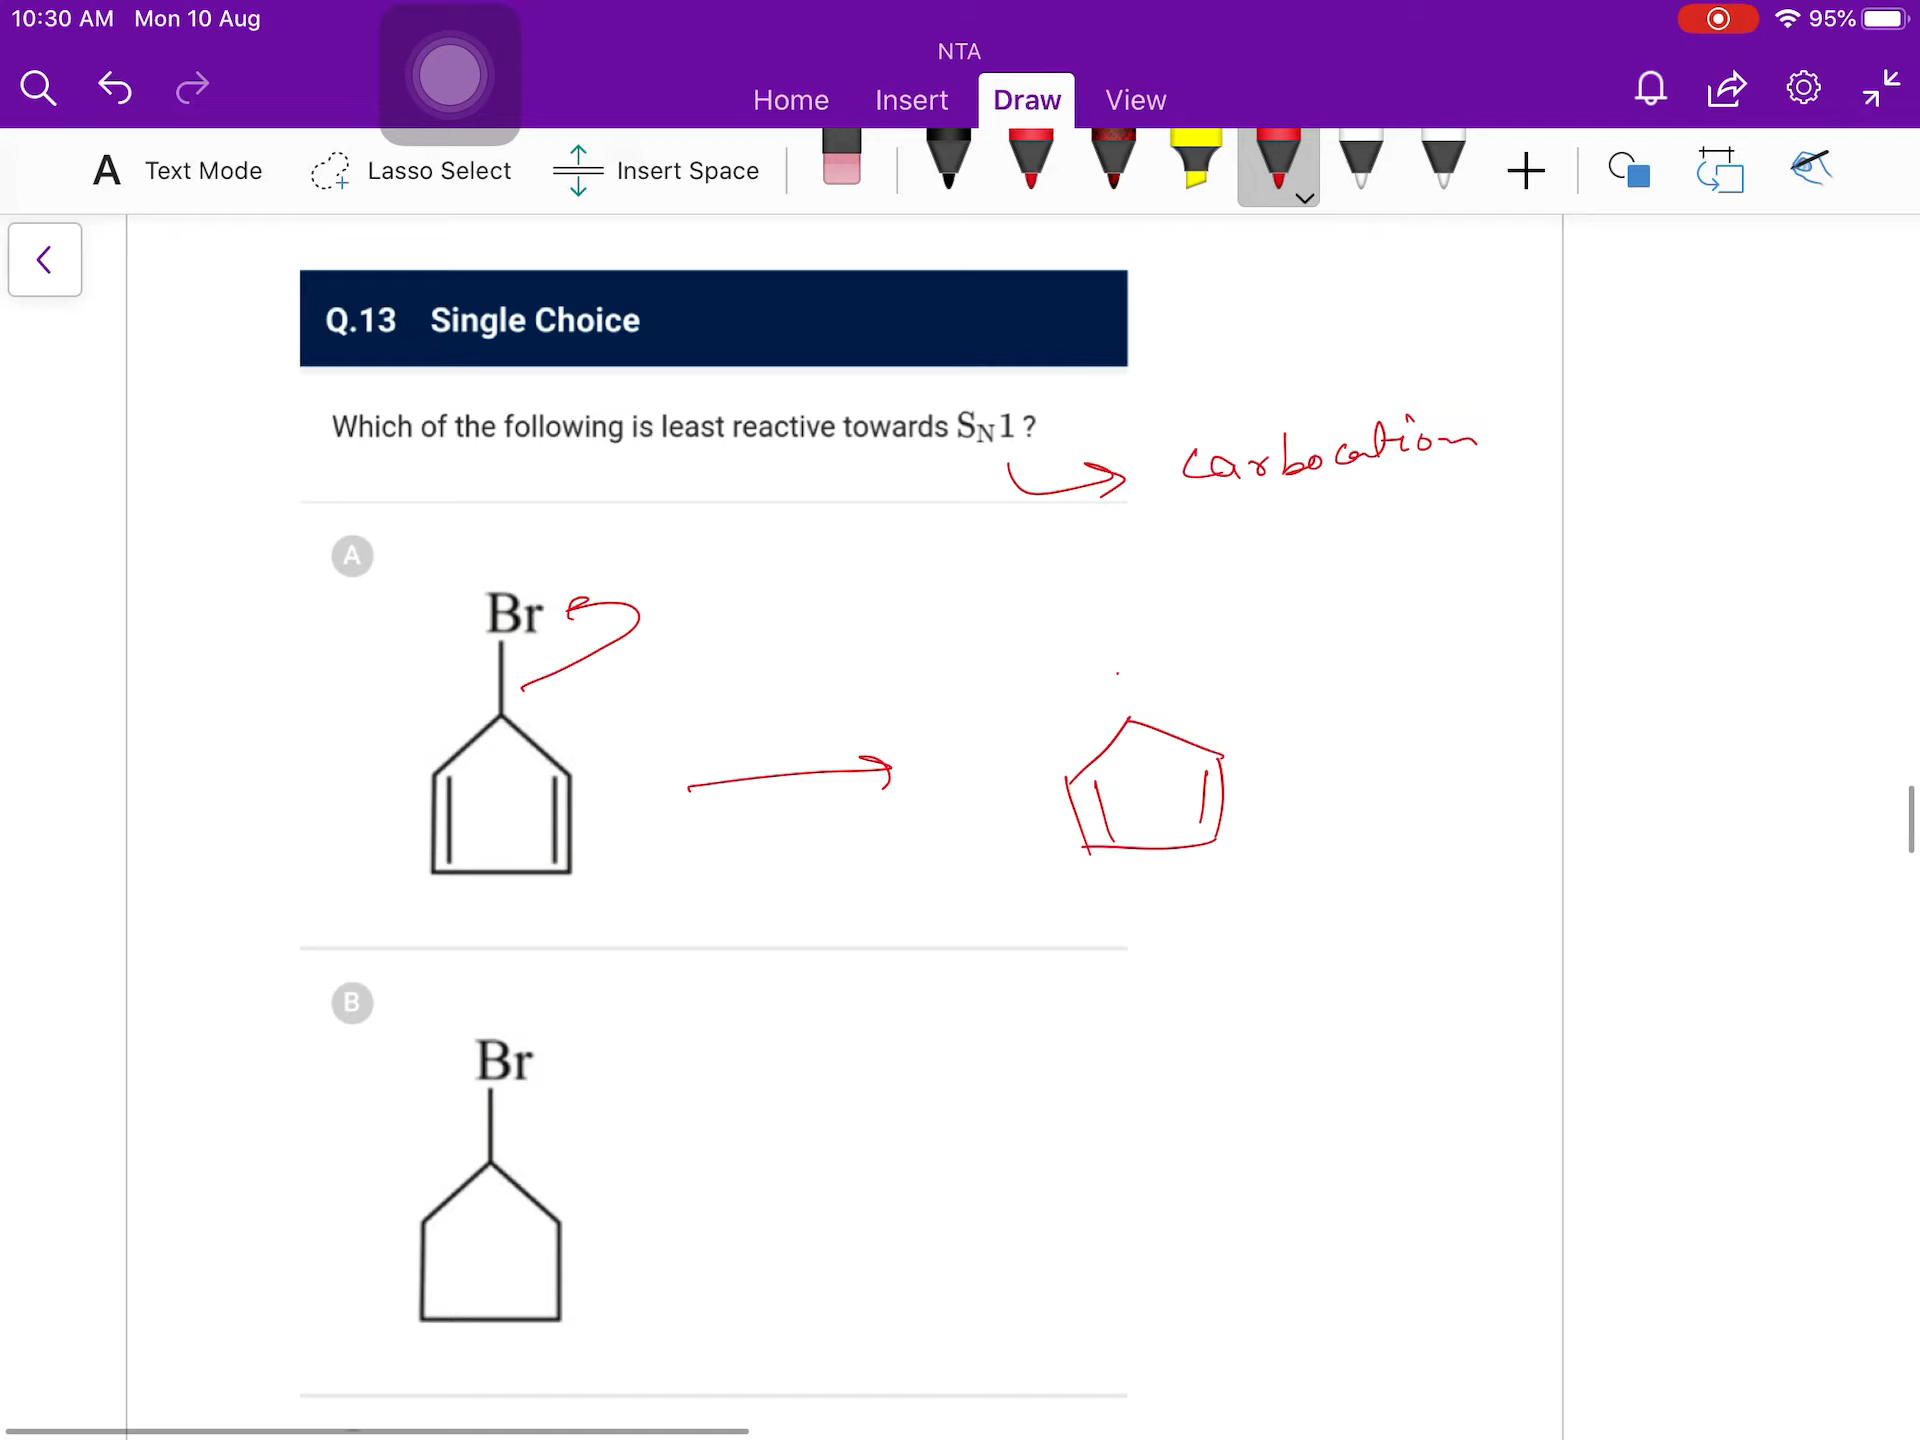 10:30 AM Mon 10 Aug
95%
NTA
Home Insert Draw View
A Text Mode Lasso Select Insert Space
Q.13 Single Choice
Which of the following is least reactive towards SN1 ?
carbocation
A
Br
B
Br